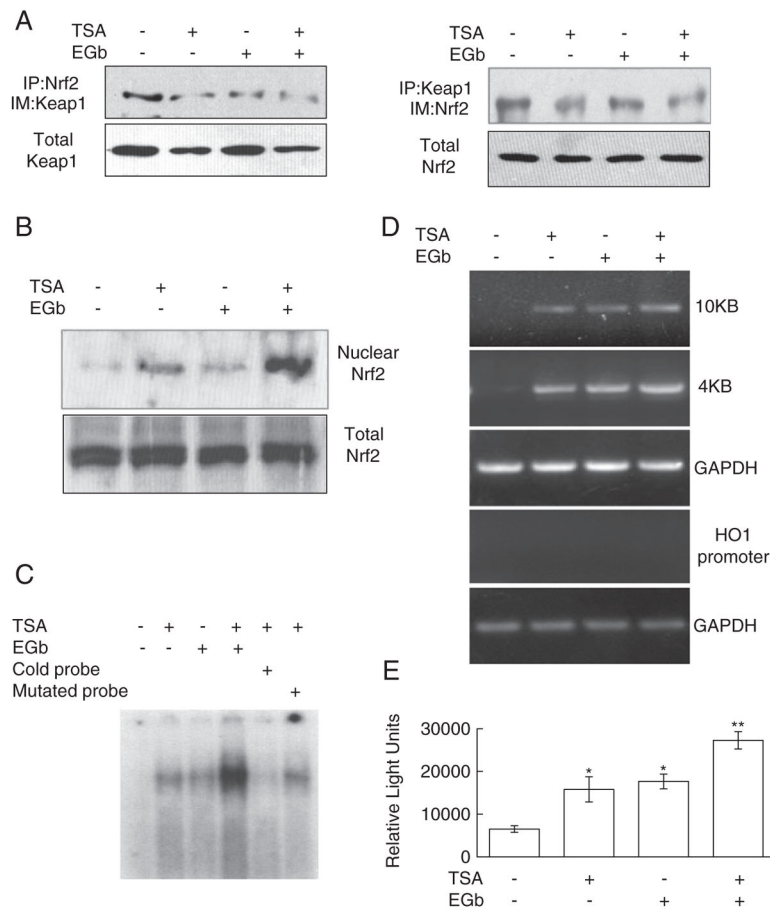 A
TSA - + - +
EGb - - + +
IP:Nrf2
IM:Keap1
Total
Keap1
TSA - + - +
EGb - - + +
IP:Keap1
IM:Nrf2
Total
Nrf2
B
TSA - + - +
EGb - - + +
Nuclear
Nrf2
Total
Nrf2
C
TSA - + - + + +
EGb - - + +
Cold probe +
Mutated probe +
D
TSA - + - +
EGb - - + +
10KB
4KB
GAPDH
HO1
promoter
GAPDH
E
Relative Light Units
30000
20000
10000
0
* * **
TSA - + - +
EGb - - + +